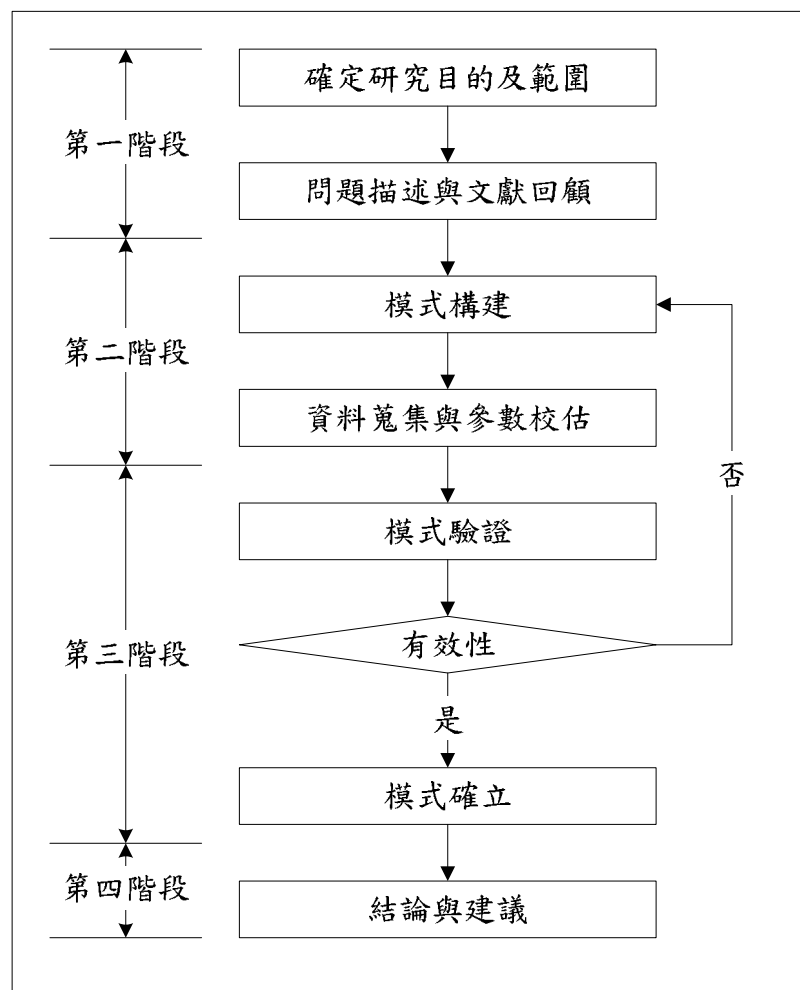 確定研究目的及範圍
第一階段
問題描述與文獻回顧
模式構建
第二階段
資料蒐集與參數校估
否
模式驗證
第三階段
有效性
是
模式確立
第四階段
結論與建議